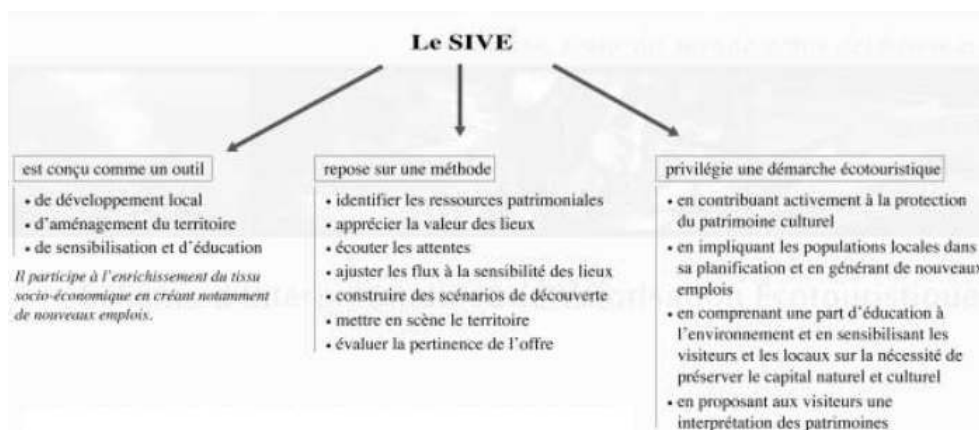 Le SIVE
est conçu comme un outil
• de développement local
• d'aménagement du territoire
• de sensibilisation et d'éducation
Il participe à l'enrichissement du tissu
socio-économique en créant notamment
de nouveaux emplois.
repose sur une méthode
• identifier les ressources patrimoniales
• apprécier la valeur des lieux
• écouter les attentes
• ajuster les flux à la sensibilité des lieux
• construire des scénarios de découverte
• mettre en scène le territoire
• évaluer la pertinence de l'offre
privilégie une démarche écotouristique
• en contribuant activement à la protection
du patrimoine culturel
• en impliquant les populations locales dans
sa planification et en générant de nouveaux
emplois
• en comprenant une part d'éducation à
l'environnement et en sensibilisant les
visiteurs et les locaux sur la nécessité de
préserver le capital naturel et culturel
• en proposant aux visiteurs une
interprétation des patrimoines